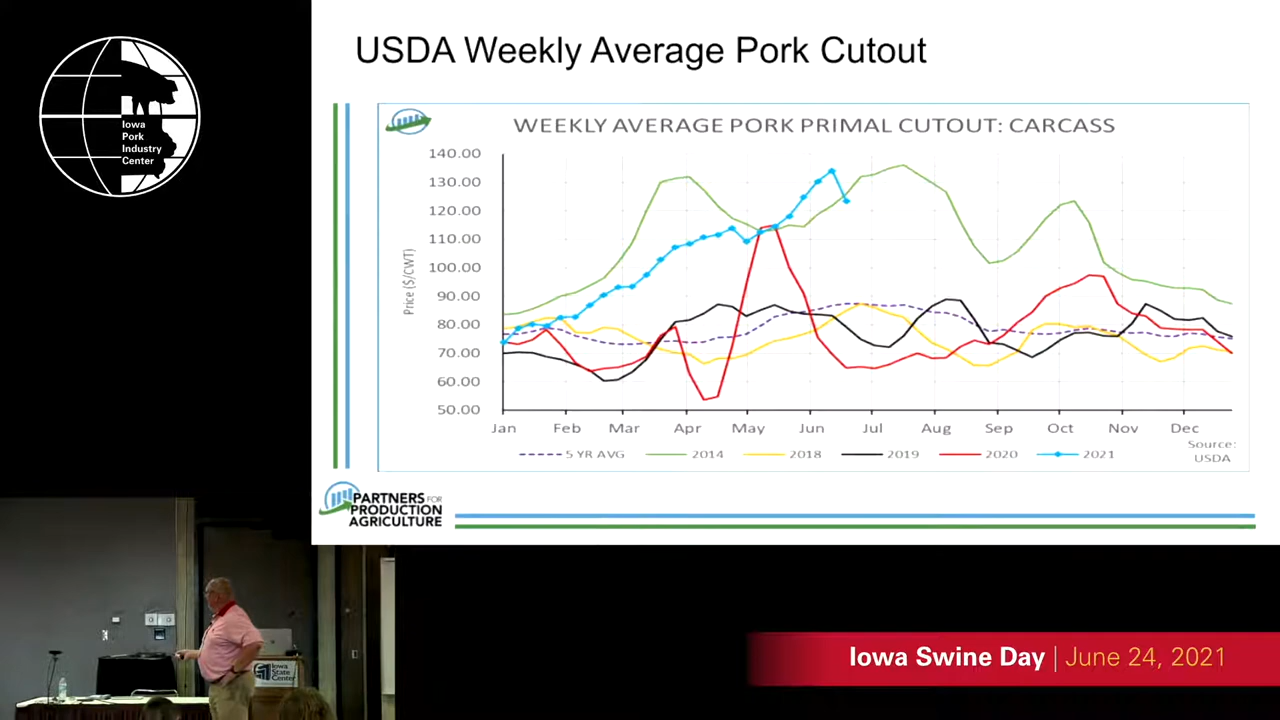 USDA Weekly Average Pork Cutout
Iowa
Pork
Industry
Center
WEEKLY AVERAGE PORK PRIMAL CUTOUT: CARCASS
Price ($/CWT)
140.00
130.00
120.00
110.00
100.00
90.00
80.00
70.00
60.00
50.00
Jan Feb Mar Apr May Jun Jul Aug Sep Oct Nov Dec
5 YR AVG 2014 2018 2019 2020 2021
Source:
USDA
PARTNERS FOR
PRODUCTION
AGRICULTURE
Iowa
State
Center
Iowa Swine Day | June 24, 2021